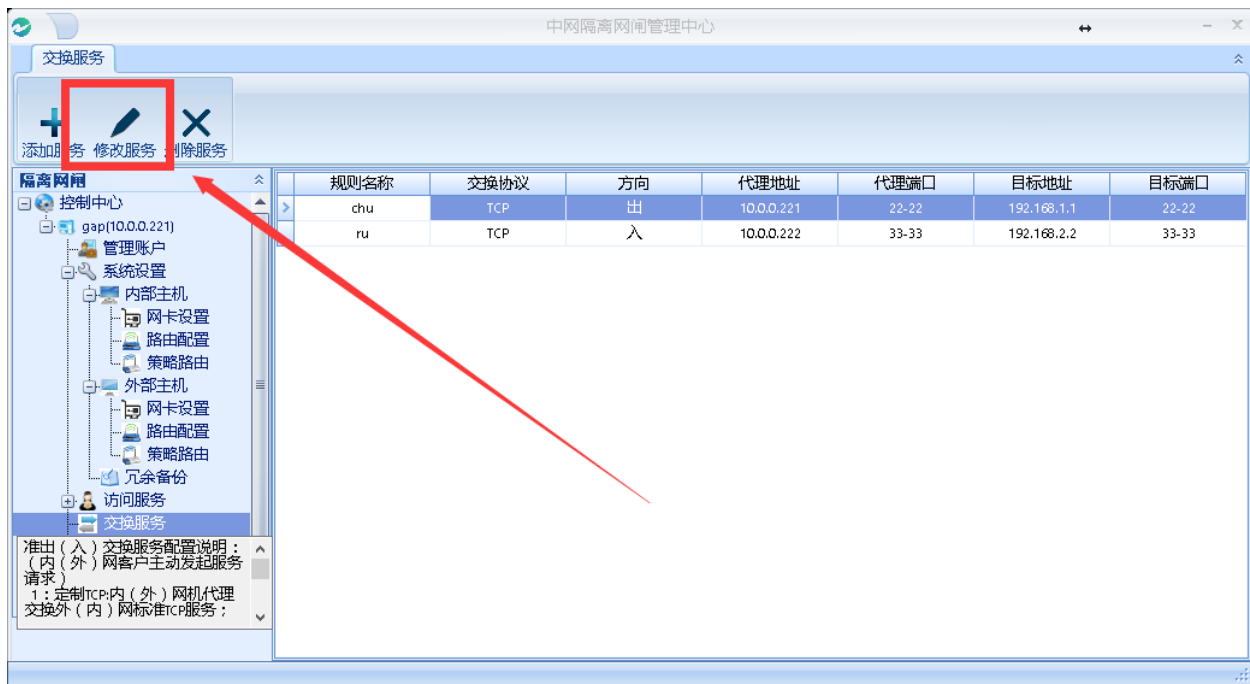 中网隔离网闸管理中心
交换服务
添加服务 修改服务 删除服务
隔离网闸
控制中心
gap(10.0.0.221)
管理账户
系统设置
内部主机
网卡设置
路由配置
策略路由
外部主机
网卡设置
路由配置
策略路由
冗余备份
访问服务
交换服务
准出（入）交换服务配置说明：
（内（外）网客户主动发起服务
请求）
1：定制TCP:内（外）网机代理
交换外（内）网标准TCP服务；
规则名称 交换协议 方向 代理地址 代理端口 目标地址 目标端口
chu TCP 出 10.0.0.221 22-22 192.168.1.1 22-22
ru TCP 入 10.0.0.222 33-33 192.168.2.2 33-33